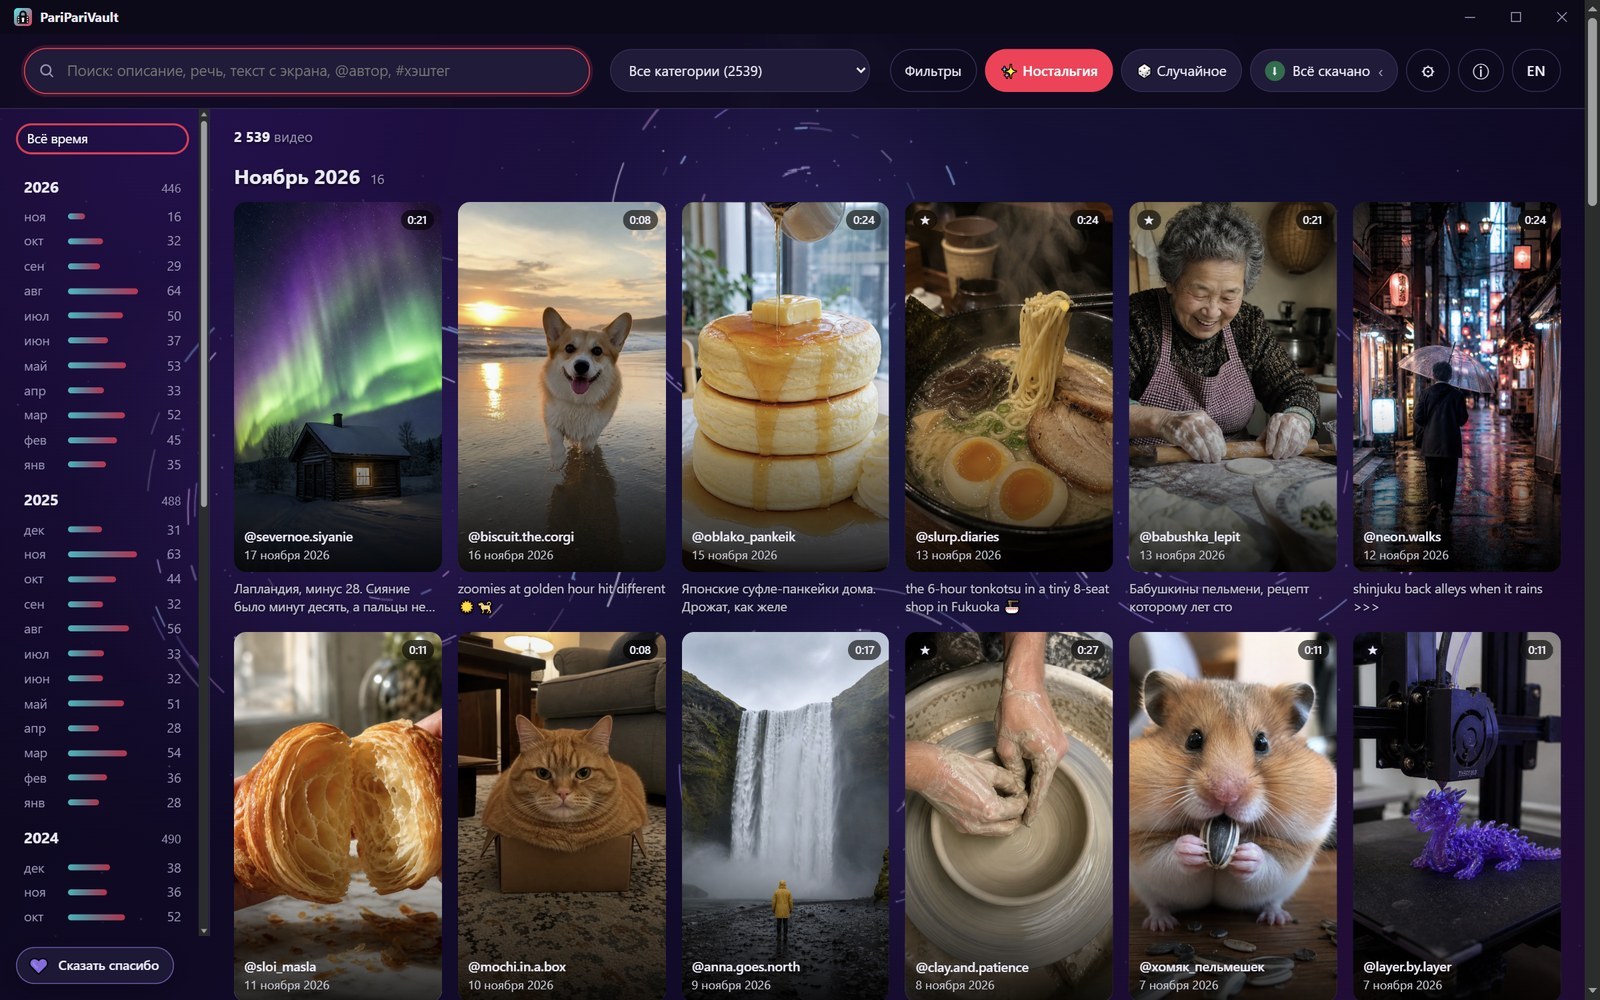 PariPariVault
Поиск: описание, речь, текст с экрана, @автор, #хэштег
Все категории (2539)
Фильтры
✨ Ностальгия
🎲 Случайное
Всё скачано ‹
EN
Всё время
2026 446
ноя 16
окт 32
сен 29
авг 64
июл 50
июн 37
май 53
апр 33
мар 52
фев 45
янв 35
2025 488
дек 31
ноя 63
окт 44
сен 32
авг 56
июл 33
июн 32
май 51
апр 28
мар 54
фев 36
янв 28
2024 490
дек 38
ноя 36
окт 52
Сказать спасибо
2 539 видео
Ноябрь 2026 16
0:21
@severnoe.siyanie
17 ноября 2026
Лапландия, минус 28. Сияние
было минут десять, а пальцы не...
0:08
@biscuit.the.corgi
16 ноября 2026
zoomies at golden hour hit different
🌞 🐕
0:24
@oblako_pankeik
15 ноября 2026
Японские суфле-панкейки дома.
Дрожат, как желе
★ 0:24
@slurp.diaries
13 ноября 2026
the 6-hour tonkotsu in a tiny 8-seat
shop in Fukuoka 🍜
★ 0:21
@babushka_lepit
13 ноября 2026
Бабушкины пельмени, рецепт
которому лет сто
0:24
@neon.walks
12 ноября 2026
shinjuku back alleys when it rains
>>>
0:11
@sloi_masla
11 ноября 2026
0:08
@mochi.in.a.box
10 ноября 2026
0:17
@anna.goes.north
9 ноября 2026
★ 0:27
@clay.and.patience
8 ноября 2026
0:11
@хомяк_пельмешек
7 ноября 2026
★ 0:11
@layer.by.layer
7 ноября 2026